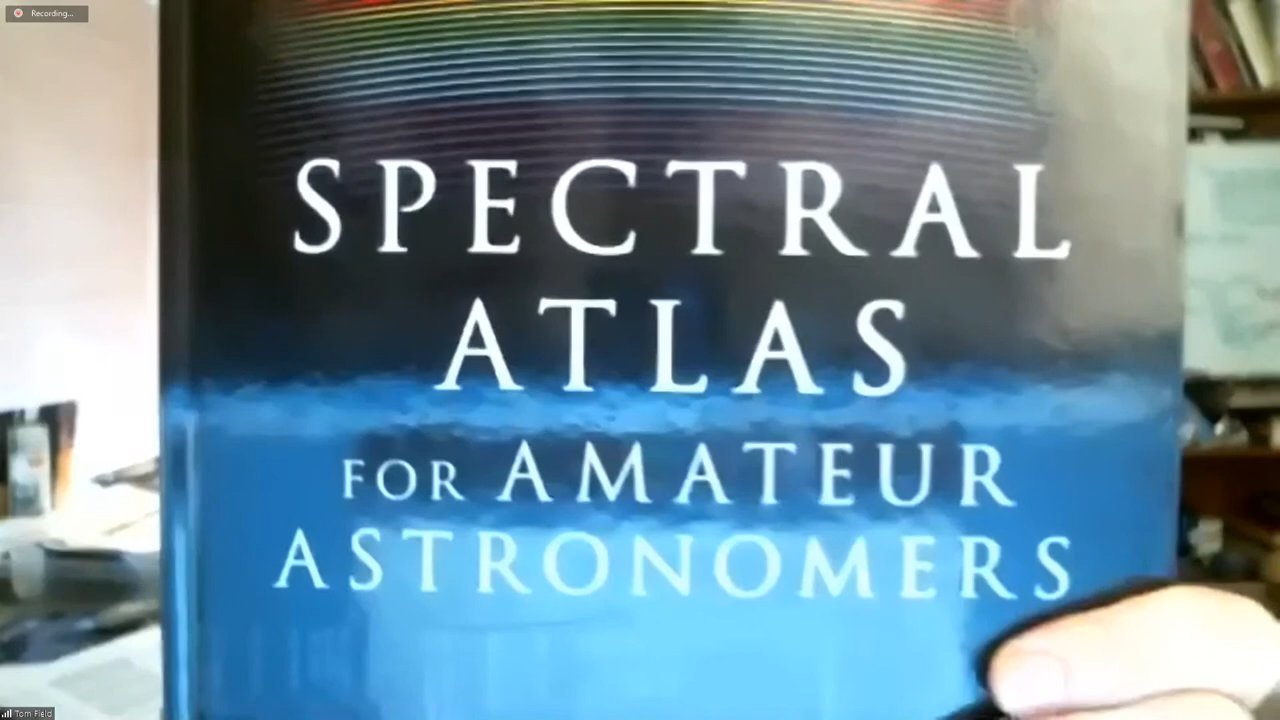 Recording...
SPECTRAL
ATLAS
FOR AMATEUR
ASTRONOMERS
Tom Field